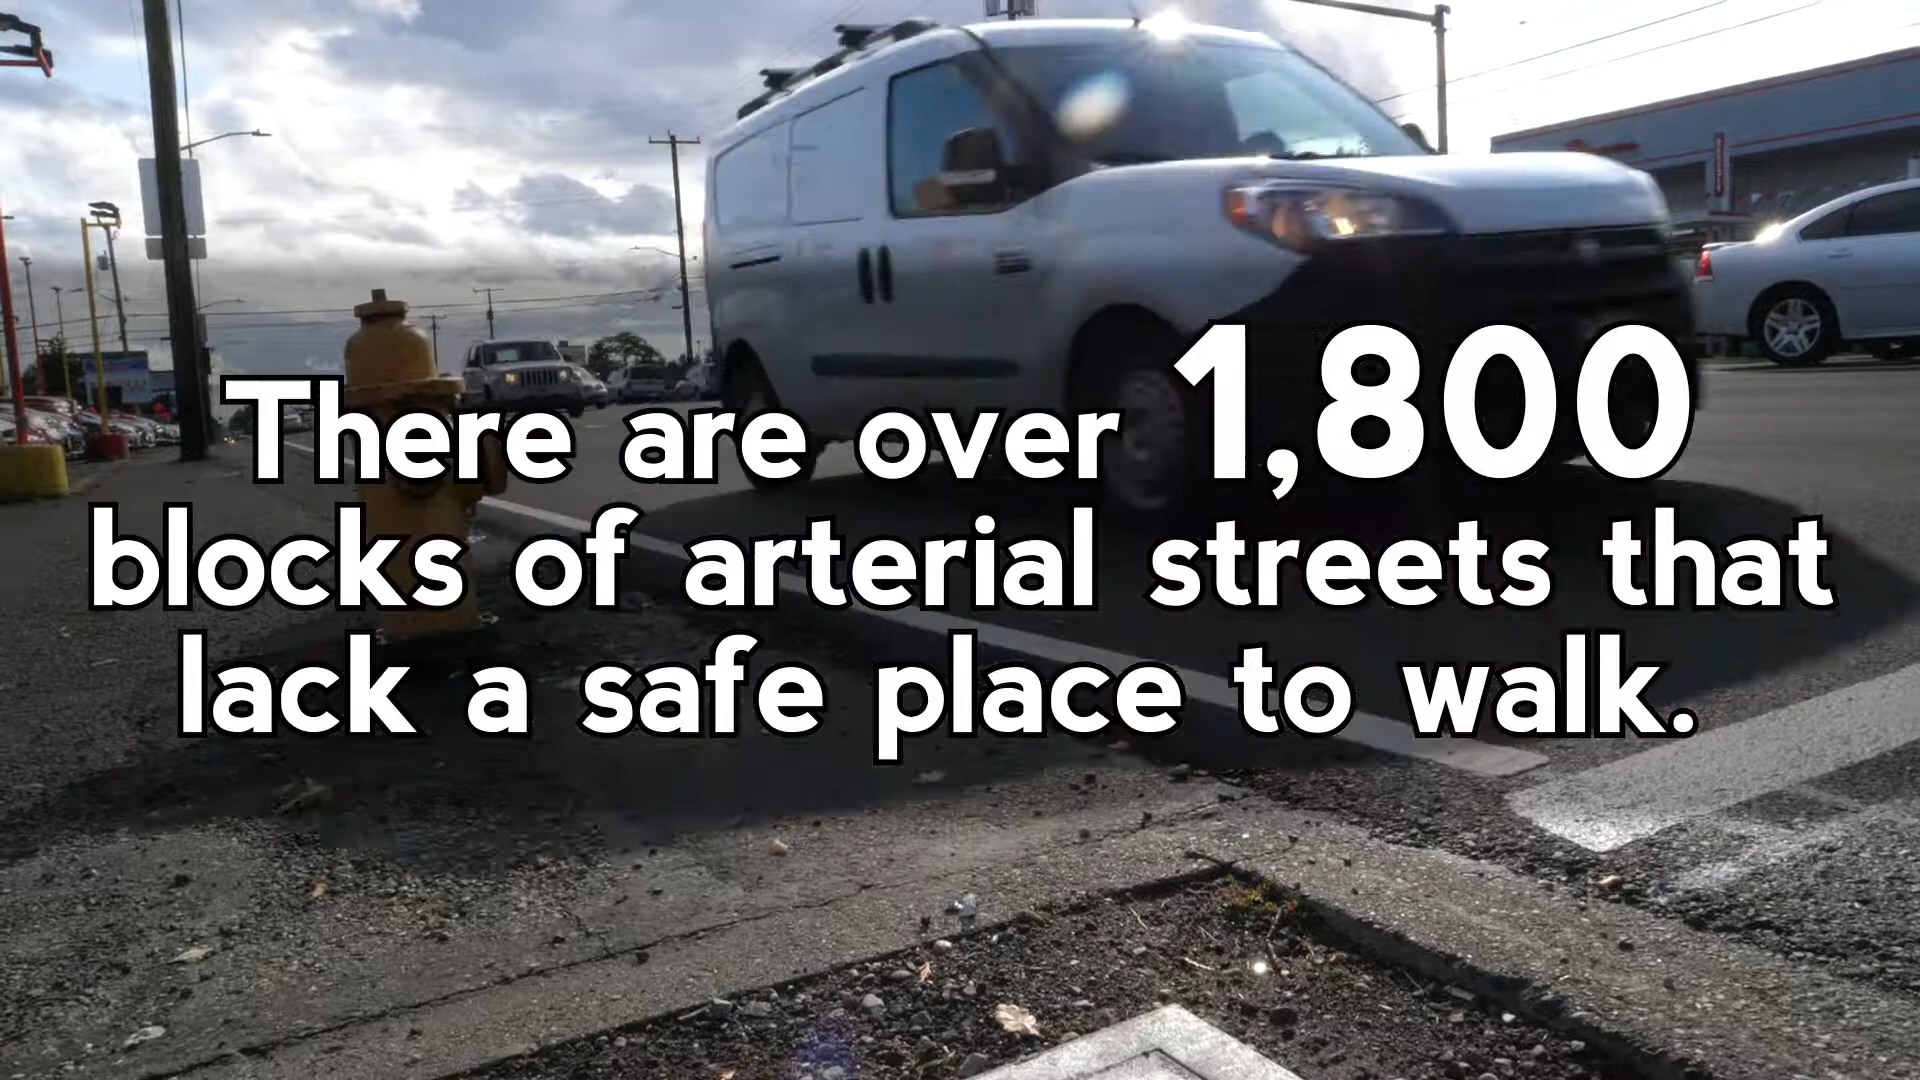 There are over 1,800
blocks of arterial streets that
lack a safe place to walk.